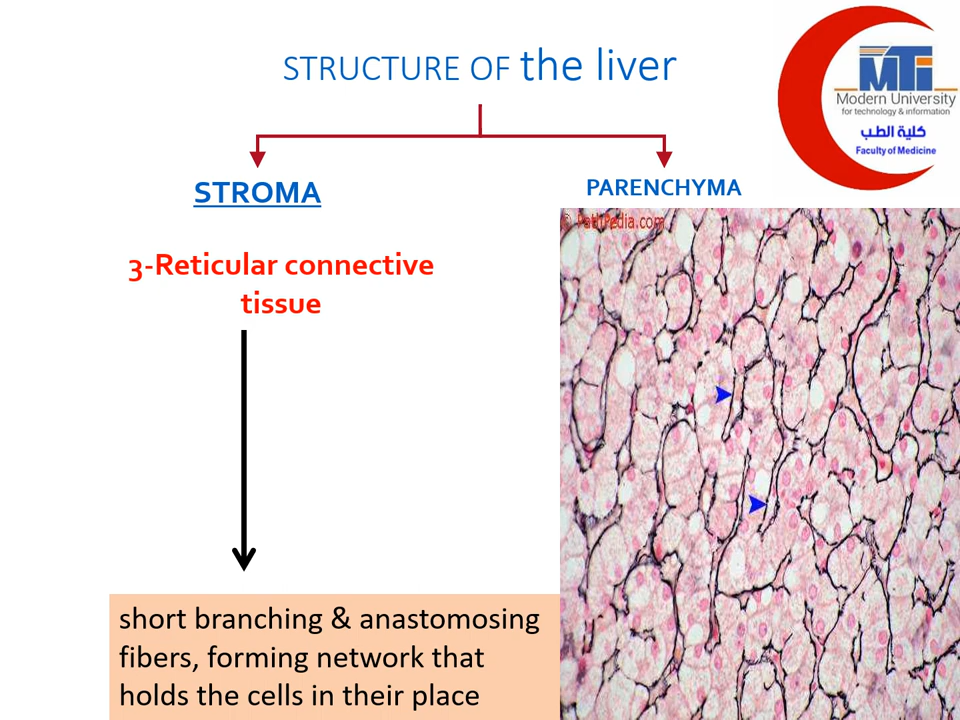 STRUCTURE OF the liver
MTi
Modern University
for technology & information
كلية الطب
Faculty of Medicine
STROMA
PARENCHYMA
© PathPedia.com
3-Reticular connective
tissue
short branching & anastomosing
fibers, forming network that
holds the cells in their place